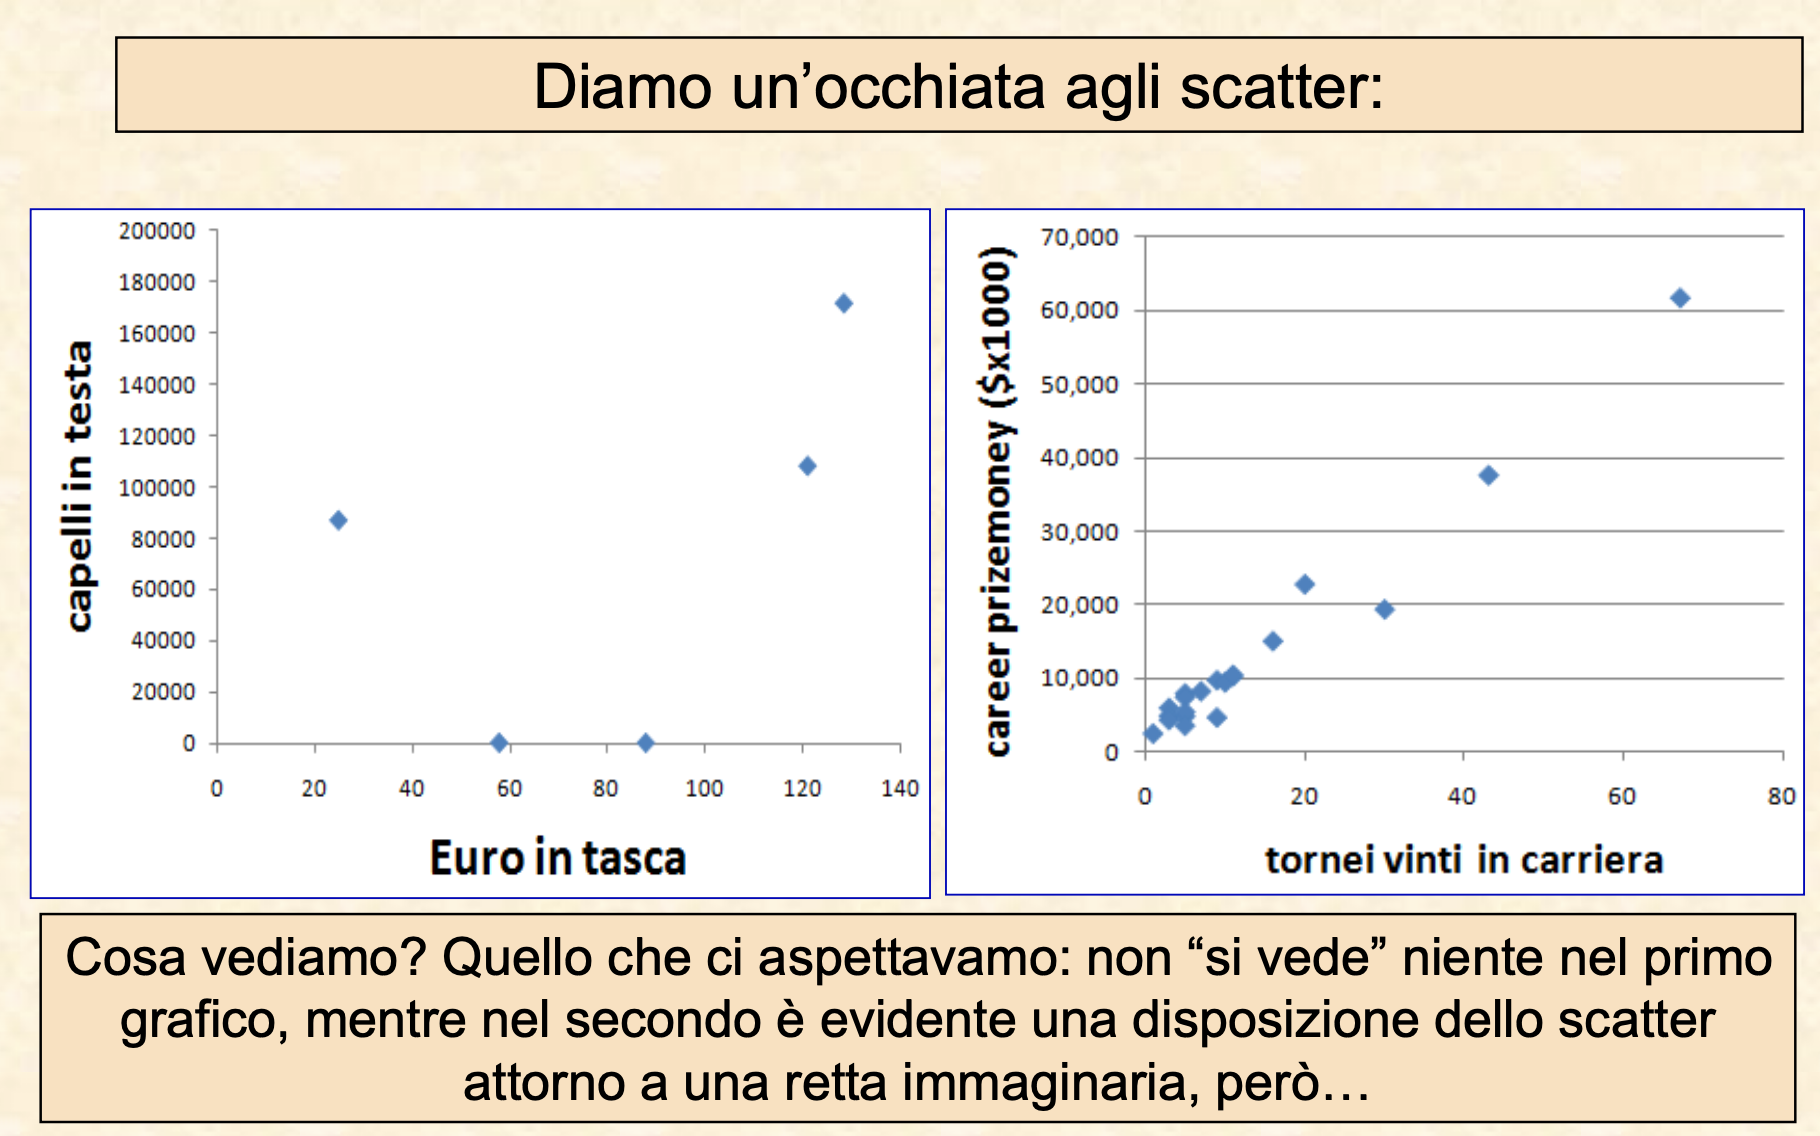 Diamo un’occhiata agli scatter:
200000
180000
160000
140000
120000
100000
80000
60000
40000
20000
0
0 20 40 60 80 100 120 140
capelli in testa
Euro in tasca
70,000
60,000
50,000
40,000
30,000
20,000
10,000
0
0 20 40 60 80
career prizemoney ($x1000)
tornei vinti in carriera
Cosa vediamo? Quello che ci aspettavamo: non “si vede” niente nel primo
grafico, mentre nel secondo è evidente una disposizione dello scatter
attorno a una retta immaginaria, però…